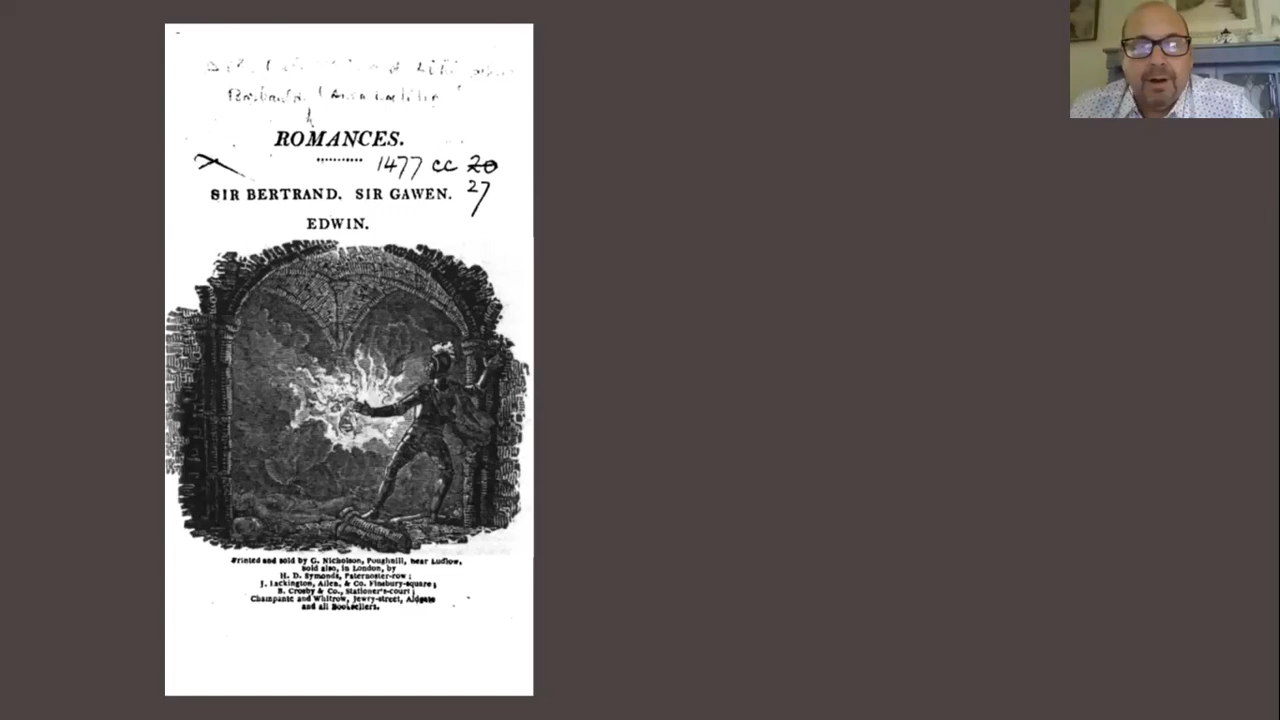 ROMANCES.
1477 cc 20
27
SIR BERTRAND. SIR GAWEN.
EDWIN.
Printed and sold by G. Nicholson, Poughnill, near Ludlow,
sold also, in London, by
H. D. Symonds, Paternoster-row;
J. Lackington, Allen, & Co. Finsbury-square;
B. Crosby & Co., Stationer's-court;
Champante and Whitrow, Jewry-street, Aldgate
and all Booksellers.